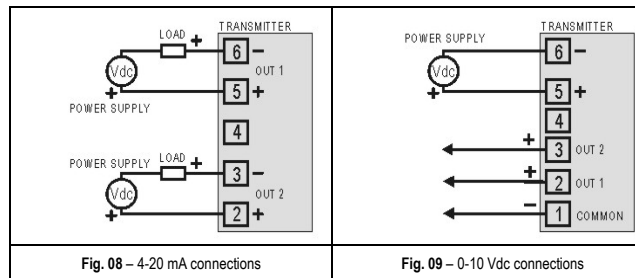 TRANSMITTER
LOAD +
6 −
Vdc
OUT 1
+
5 +
POWER SUPPLY
4
POWER SUPPLY
LOAD +
3 −
Vdc
OUT 2
+
2 +
Fig. 08 – 4-20 mA connections
TRANSMITTER
POWER SUPPLY
6 −
Vdc
+
5 +
4
+
3 OUT 2
+
2 OUT 1
−
1 COMMON
Fig. 09 – 0-10 Vdc connections